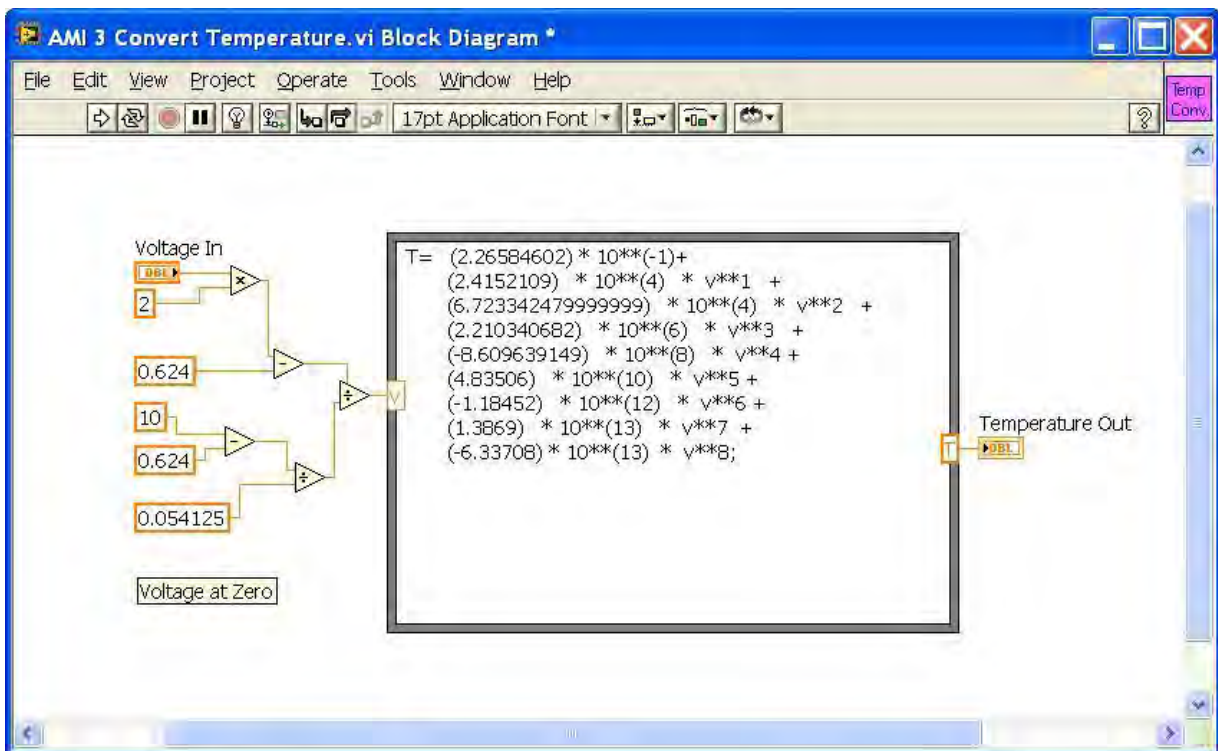 AMI 3 Convert Temperature.vi Block Diagram *
File Edit View Project Operate Tools Window Help
Temp
Conv.
17pt Application Font
?
Voltage In
DBL
2
0.624
10
0.624
0.054125
Voltage at Zero
v
T= (2.26584602) * 10**(-1)+
(2.4152109) * 10**(4) * v**1 +
(6.723342479999999) * 10**(4) * v**2 +
(2.210340682) * 10**(6) * v**3 +
(-8.609639149) * 10**(8) * v**4 +
(4.83506) * 10**(10) * v**5 +
(-1.18452) * 10**(12) * v**6 +
(1.3869) * 10**(13) * v**7 +
(-6.33708) * 10**(13) * v**8;
Temperature Out
T
DBL